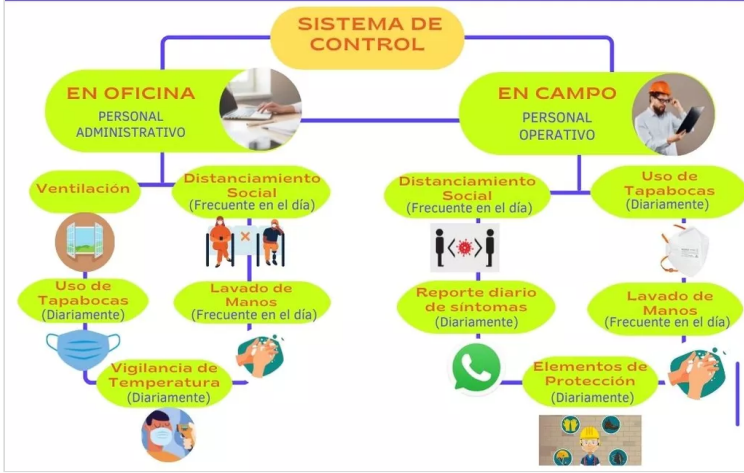 SISTEMA DE
CONTROL
EN OFICINA
PERSONAL
ADMINISTRATIVO
EN CAMPO
PERSONAL
OPERATIVO
Ventilación
Distanciamiento
Social
(Frecuente en el día)
Distanciamiento
Social
(Frecuente en el día)
Uso de
Tapabocas
(Diariamente)
Uso de
Tapabocas
(Diariamente)
Lavado de
Manos
(Frecuente en el día)
Reporte diario
de síntomas
(Diariamente)
Lavado de
Manos
(Frecuente en el día)
Vigilancia de
Temperatura
(Diariamente)
Elementos de
Protección
(Diariamente)